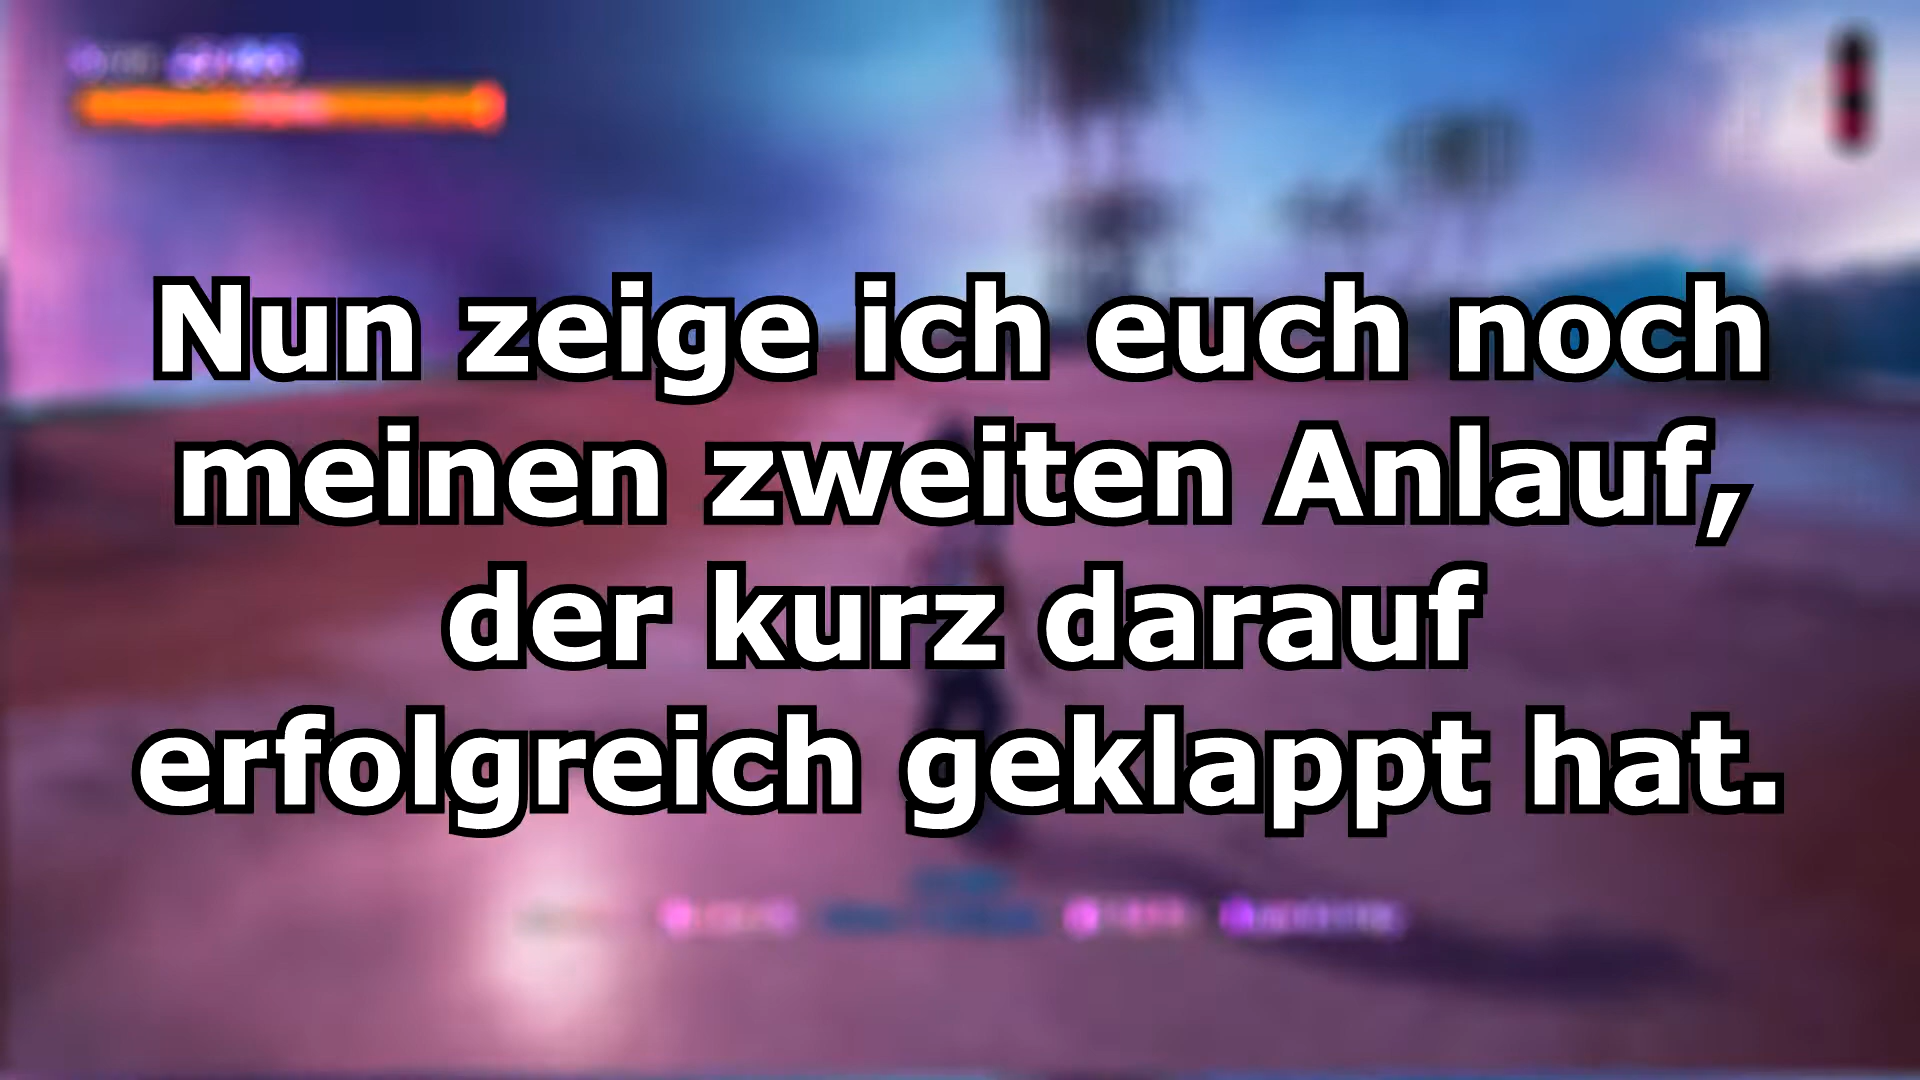 Nun zeige ich euch noch
meinen zweiten Anlauf,
der kurz darauf
erfolgreich geklappt hat.